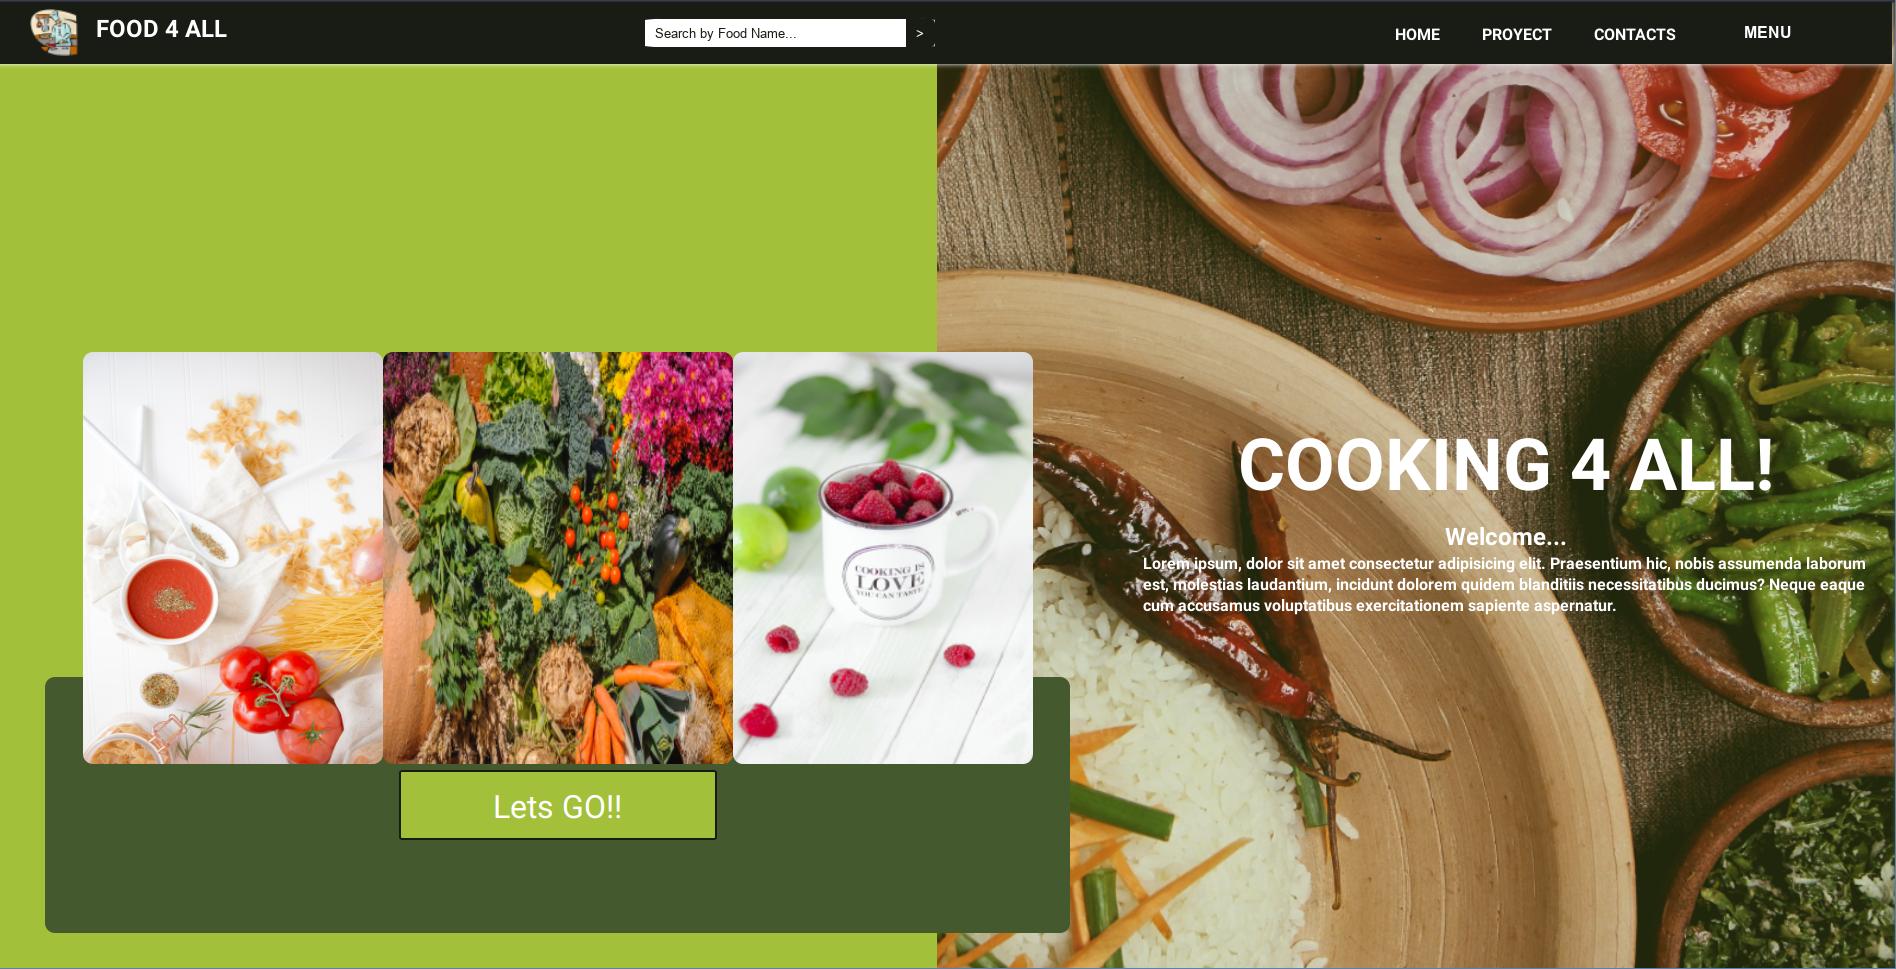 FOOD 4 ALL
Search by Food Name...
>
HOME
PROYECT
CONTACTS
MENU
COOKING IS
LOVE
YOU CAN TASTE
COOKING 4 ALL!
Welcome...
Lorem ipsum, dolor sit amet consectetur adipisicing elit. Praesentium hic, nobis assumenda laborum
est, molestias laudantium, incidunt dolorem quidem blanditiis necessitatibus ducimus? Neque eaque
cum accusamus voluptatibus exercitationem sapiente aspernatur.
Lets GO!!